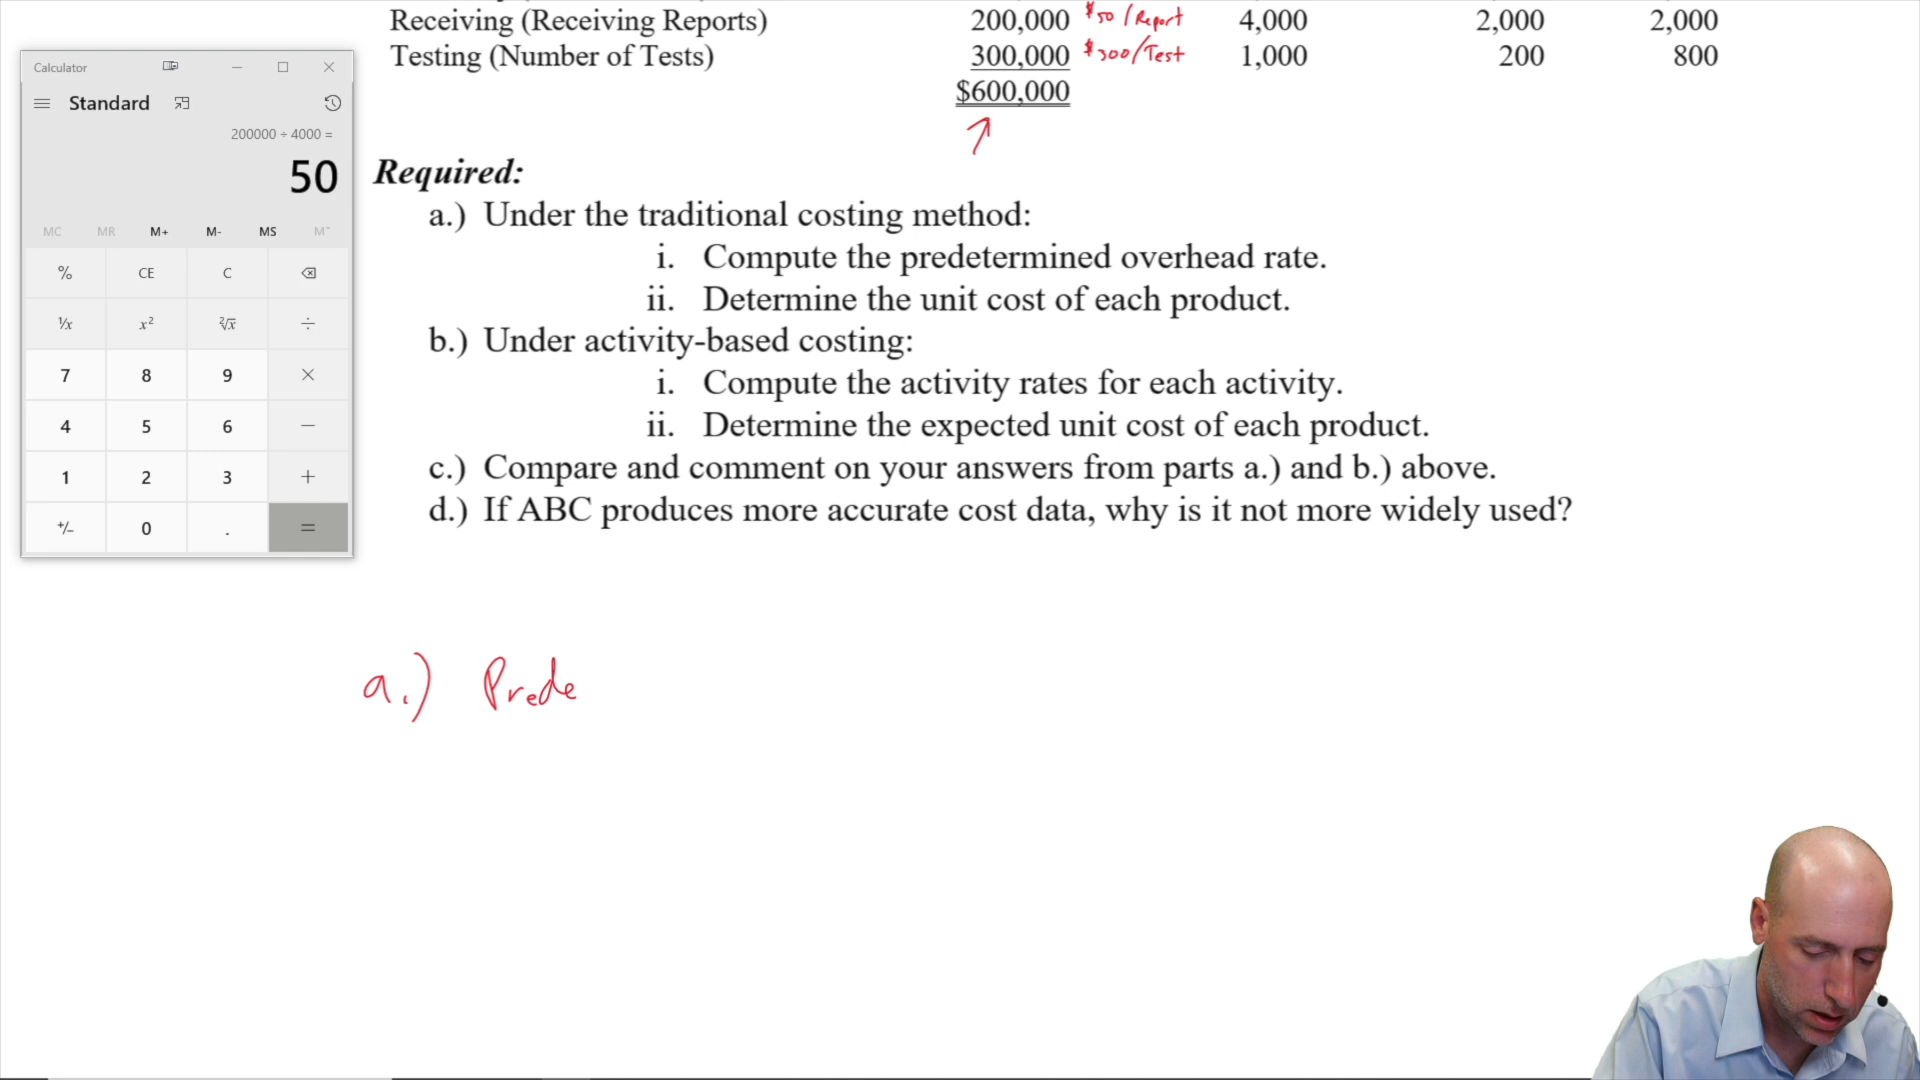 Receiving (Receiving Reports) 200,000 $50/Report 4,000 2,000 2,000
Testing (Number of Tests) 300,000 $300/Test 1,000 200 800
$600,000
Calculator
Standard
200000 ÷ 4000 =
50
MC MR M+ M- MS M˅
% CE C
¹/x x² ²√x ÷
7 8 9 ×
4 5 6 −
1 2 3 +
+/− 0 . =
Required:
a.) Under the traditional costing method:
i. Compute the predetermined overhead rate.
ii. Determine the unit cost of each product.
b.) Under activity-based costing:
i. Compute the activity rates for each activity.
ii. Determine the expected unit cost of each product.
c.) Compare and comment on your answers from parts a.) and b.) above.
d.) If ABC produces more accurate cost data, why is it not more widely used?
a.) Prede